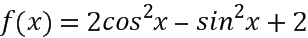 f(x) = 2cos²x – sin²x + 2